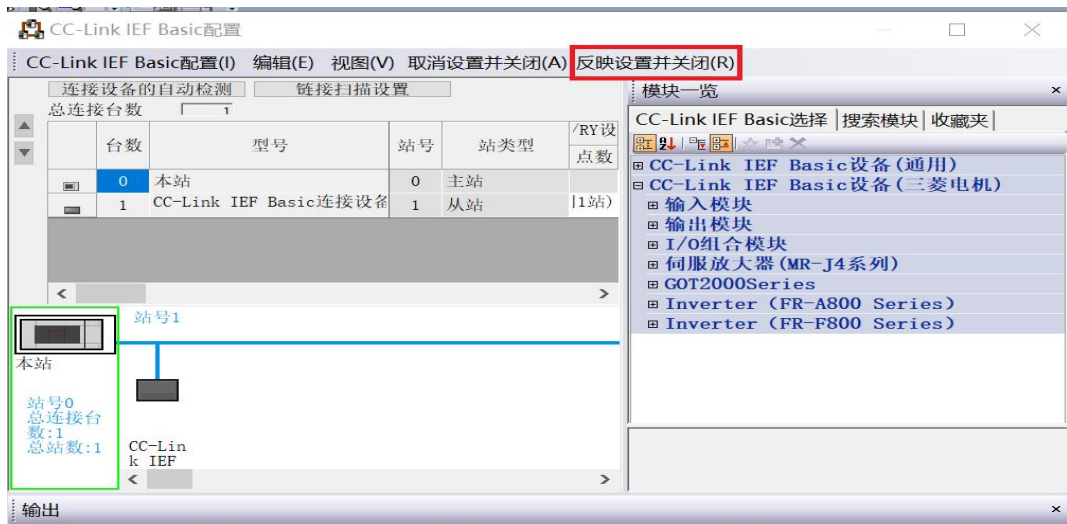 CC-Link IEF Basic配置
CC-Link IEF Basic配置(I) 编辑(E) 视图(V) 取消设置并关闭(A) 反映设置并关闭(R)
连接设备的自动检测 链接扫描设置
总连接台数 1
台数 型号 站号 站类型 /RY设
点数
0 本站 0 主站
1 CC-Link IEF Basic连接设备 1 从站 1站)
站号1
本站
站号0
总连接台
数:1
总站数:1
CC-Lin
k IEF
模块一览
CC-Link IEF Basic选择 搜索模块 收藏夹
CC-Link IEF Basic设备(通用)
CC-Link IEF Basic设备(三菱电机)
输入模块
输出模块
I/O组合模块
伺服放大器(MR-J4系列)
GOT2000Series
Inverter (FR-A800 Series)
Inverter (FR-F800 Series)
输出